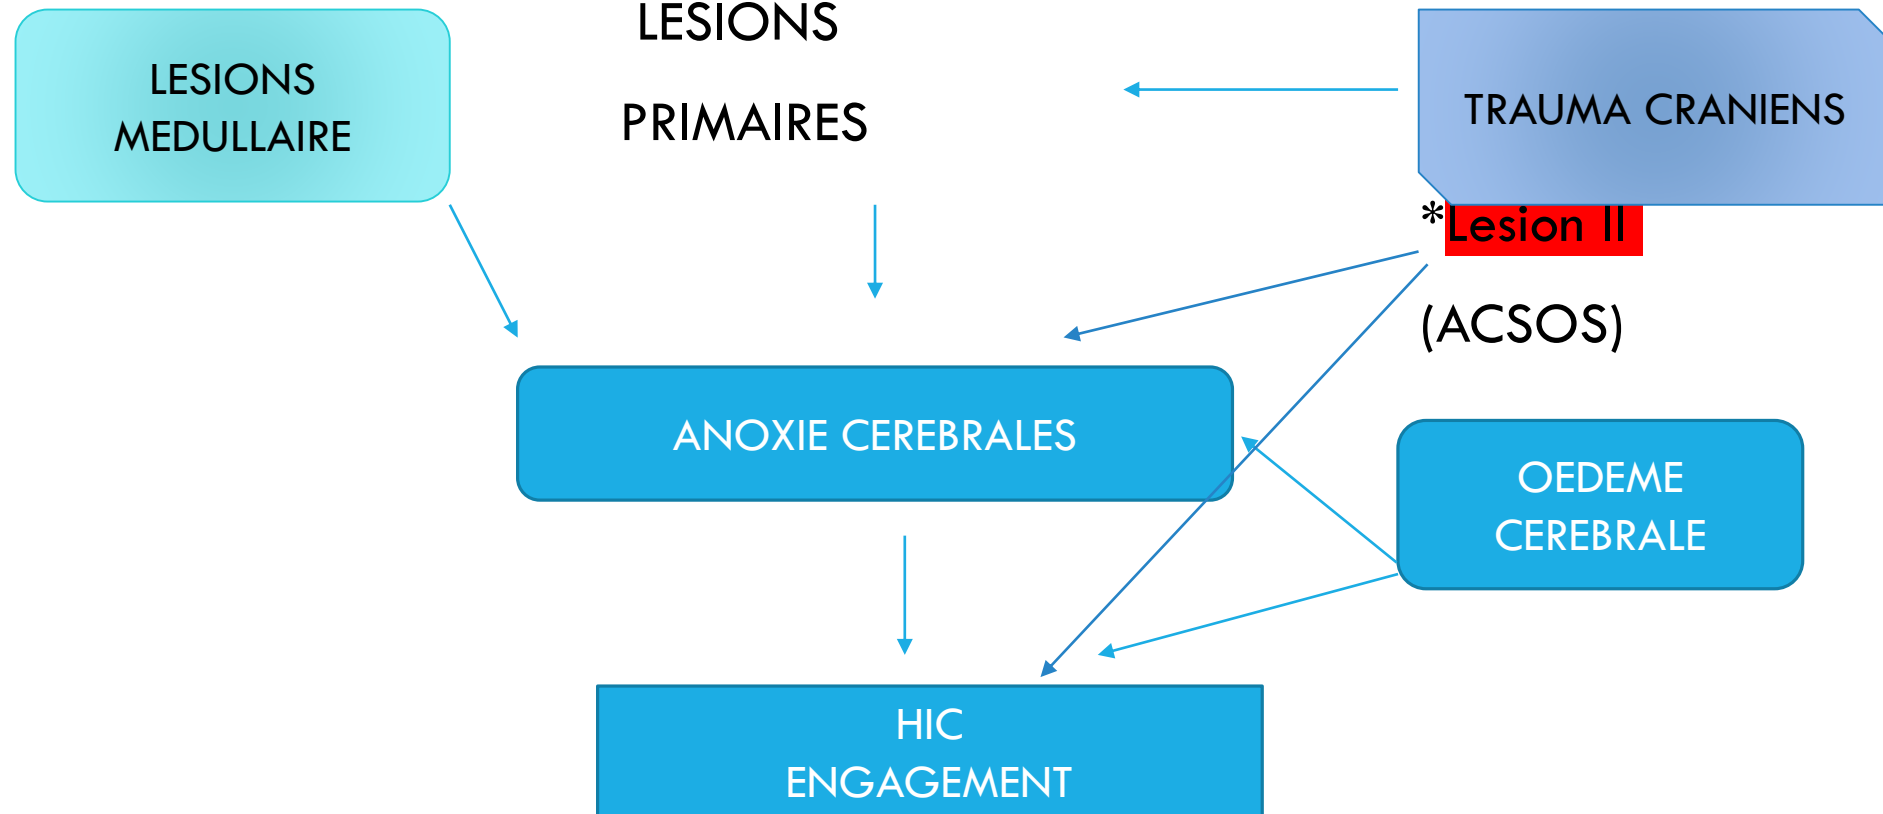 LESIONS
MEDULLAIRE
LESIONS
PRIMAIRES
TRAUMA CRANIENS
*Lesion II
(ACSOS)
ANOXIE CEREBRALES
OEDEME
CEREBRALE
HIC
ENGAGEMENT